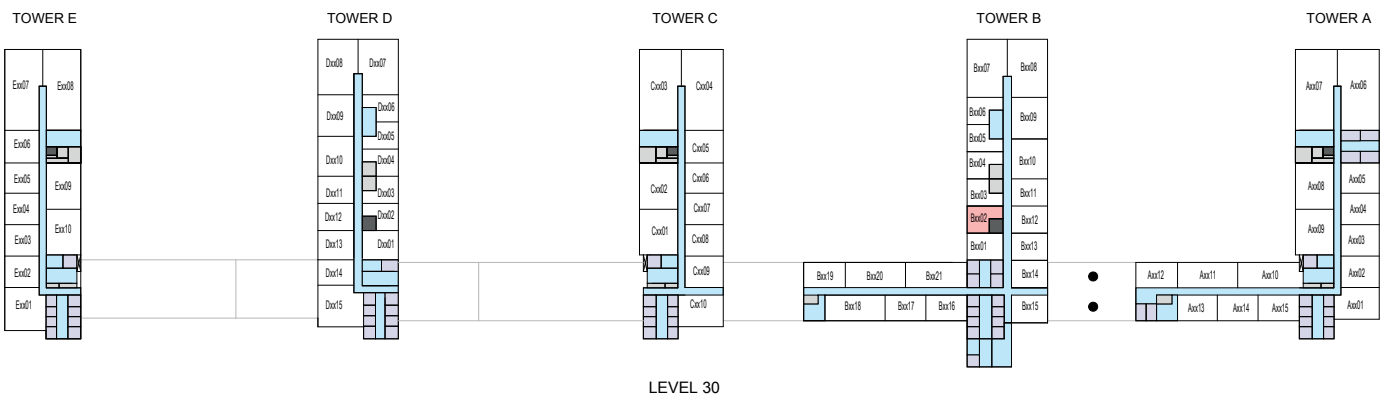 TOWER E
TOWER D
TOWER C
TOWER B
TOWER A
Exx07
Exx08
Exx06
Exx05
Exx09
Exx04
Exx03
Exx10
Exx02
Exx01
Dxx08
Dxx07
Dxx09
Dxx06
Dxx05
Dxx10
Dxx04
Dxx11
Dxx03
Dxx12
Dxx02
Dxx13
Dxx01
Dxx14
Dxx15
Cxx03
Cxx04
Cxx05
Cxx02
Cxx06
Cxx07
Cxx01
Cxx08
Cxx09
Cxx10
Bxx07
Bxx08
Bxx06
Bxx09
Bxx05
Bxx04
Bxx10
Bxx03
Bxx11
Bxx02
Bxx12
Bxx01
Bxx13
Bxx19
Bxx20
Bxx21
Bxx14
Bxx18
Bxx17
Bxx16
Bxx15
Axx07
Axx06
Axx08
Axx05
Axx04
Axx09
Axx03
Axx12
Axx11
Axx10
Axx02
Axx13
Axx14
Axx15
Axx01
LEVEL 30